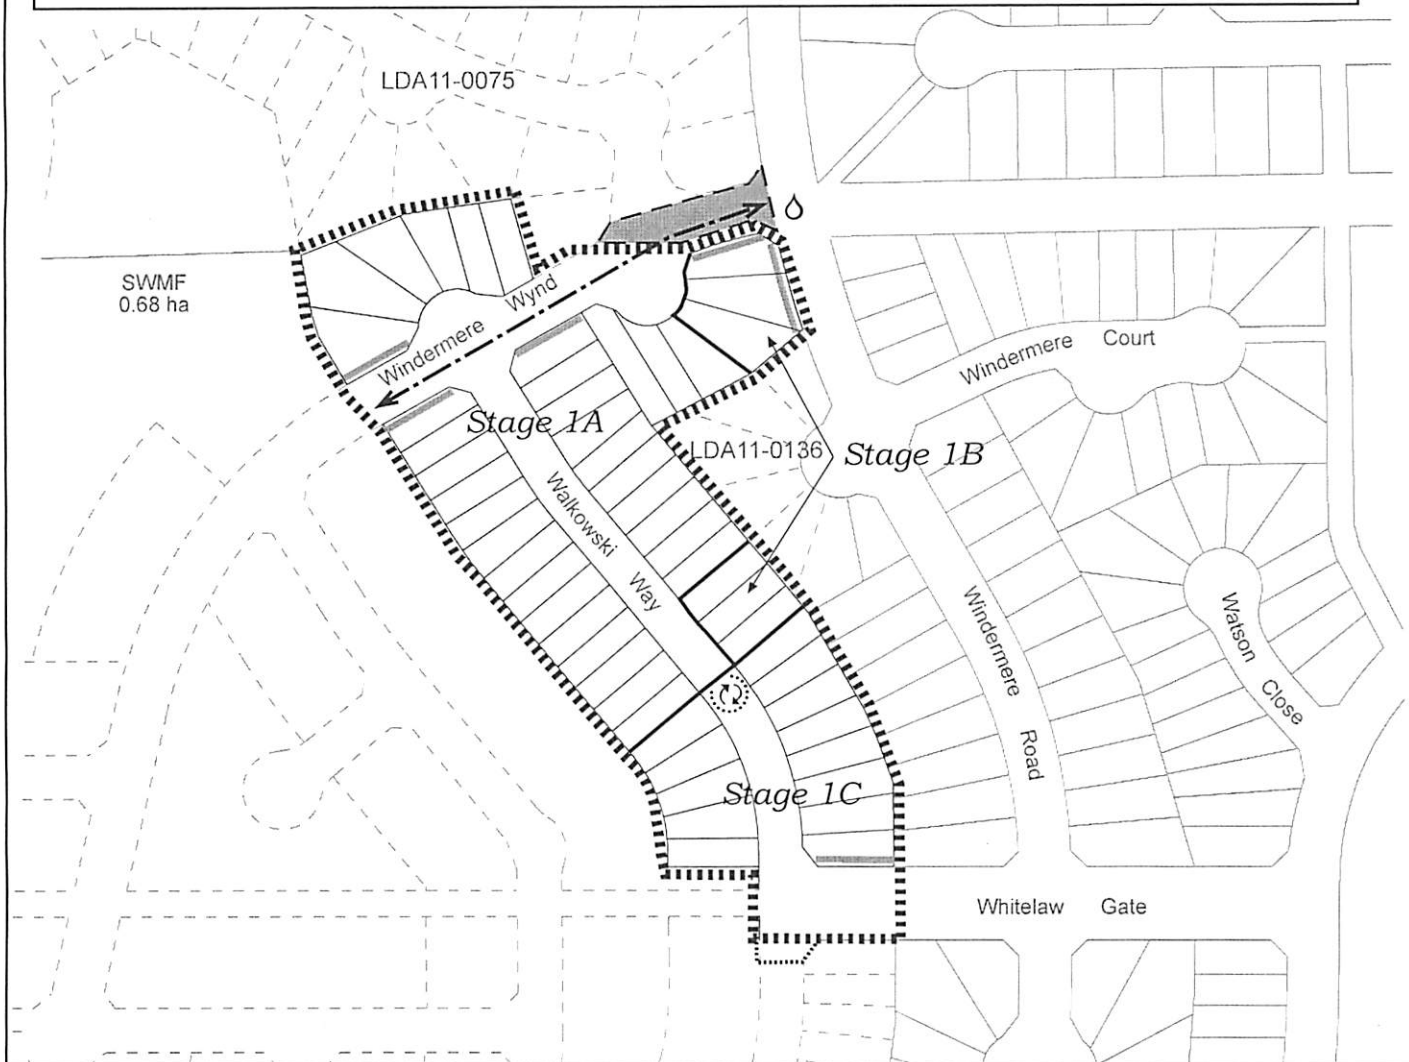 LDA11-0075
SWMF
0.68 ha
Windermere Wynd
Windermere Court
Stage 1A
LDA11-0136
Stage 1B
Walkowski Way
Windermere Road
Watson Close
Stage 1C
Whitelaw Gate